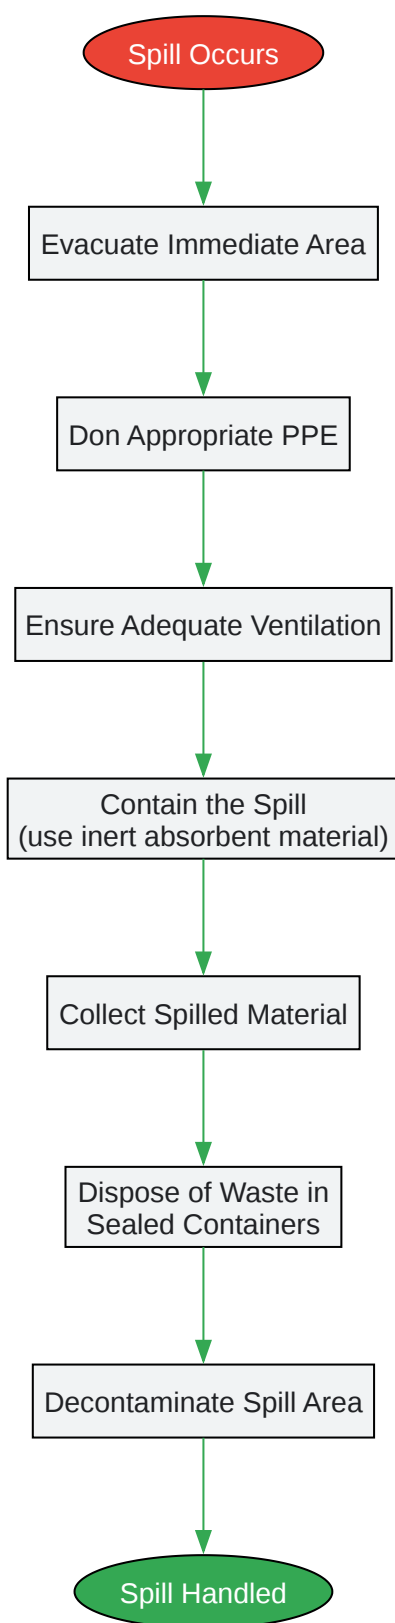 Spill Occurs
Evacuate Immediate Area
Don Appropriate PPE
Ensure Adequate Ventilation
Contain the Spill
(use inert absorbent material)
Collect Spilled Material
Dispose of Waste in
Sealed Containers
Decontaminate Spill Area
Spill Handled